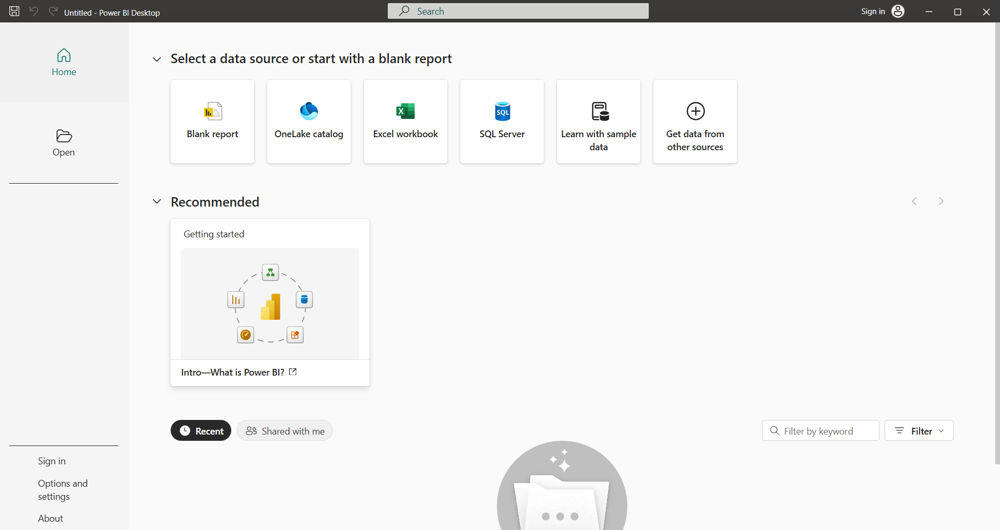 Untitled - Power BI Desktop
Search
Sign in
Home
Open
Select a data source or start with a blank report
Blank report
OneLake catalog
Excel workbook
SQL
SQL Server
Learn with sample
data
Get data from
other sources
Recommended
Getting started
Intro—What is Power BI?
Recent
Shared with me
Filter by keyword
Filter
Sign in
Options and
settings
About